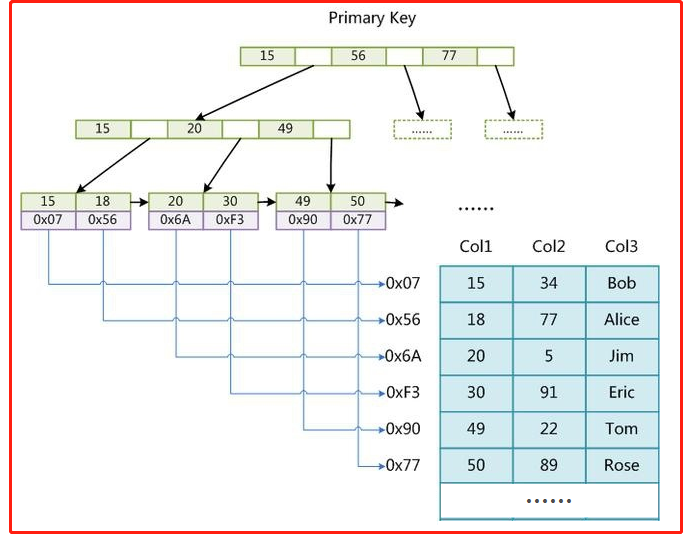 Primary Key
15 56 77
15 20 49
...... ......
15 18 20 30 49 50
0x07 0x56 0x6A 0xF3 0x90 0x77
......
Col1 Col2 Col3
0x07 15 34 Bob
0x56 18 77 Alice
0x6A 20 5 Jim
0xF3 30 91 Eric
0x90 49 22 Tom
0x77 50 89 Rose
......